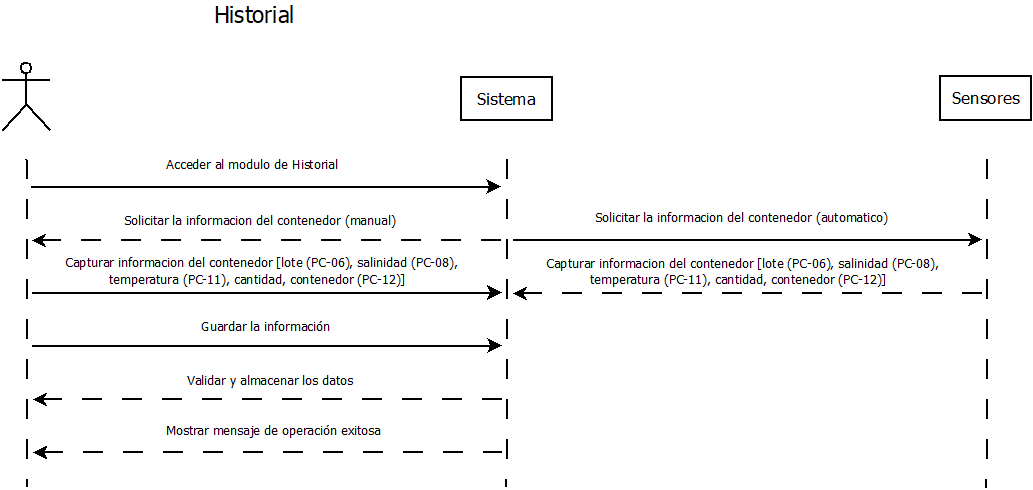 Historial
Sistema
Sensores
Acceder al modulo de Historial
Solicitar la informacion del contenedor (manual)
Solicitar la informacion del contenedor (automatico)
Capturar informacion del contenedor [lote (PC-06), salinidad (PC-08),
temperatura (PC-11), cantidad, contenedor (PC-12)]
Capturar informacion del contenedor [lote (PC-06), salinidad (PC-08),
temperatura (PC-11), cantidad, contenedor (PC-12)]
Guardar la información
Validar y almacenar los datos
Mostrar mensaje de operación exitosa